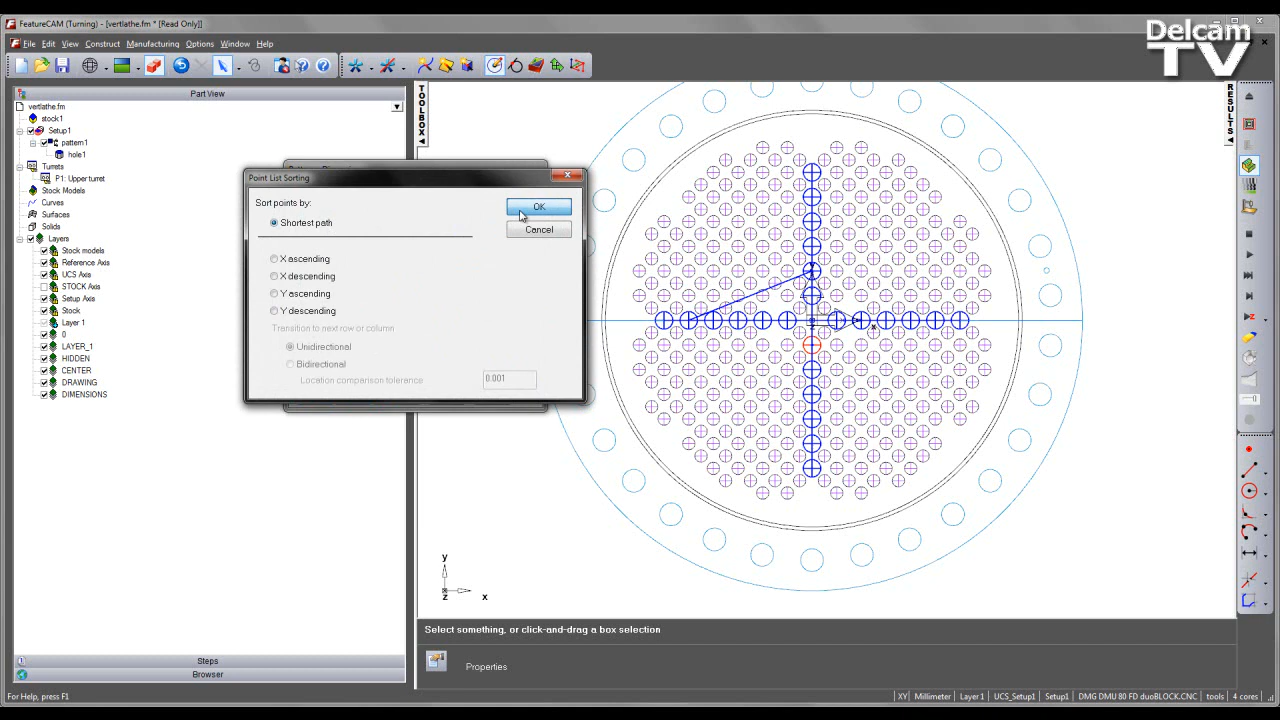 FeatureCAM (Turning) - [vertlathe.fm * [Read Only]]
Delcam
TV
File Edit View Construct Manufacturing Options Window Help
Part View
vertlathe.fm
stock1
Setup1
pattern1
hole1
Turrets
P1: Upper turret
Stock Models
Curves
Surfaces
Solids
Layers
Stock models
Reference Axis
UCS Axis
STOCK Axis
Setup Axis
Stock
Layer 1
0
LAYER_1
HIDDEN
CENTER
DRAWING
DIMENSIONS
Steps
Browser
Point List Sorting
Sort points by:
OK
Shortest path
Cancel
X ascending
X descending
Y ascending
Y descending
Transition to next row or column
Unidirectional
Bidirectional
Location comparison tolerance 0.001
TOOLBOX
RESULTS
x
y
z x
Select something, or click-and-drag a box selection
Properties
For Help, press F1
XY Millimeter Layer 1 UCS_Setup1 Setup1 DMG DMU 80 FD duoBLOCK.CNC tools 4 cores